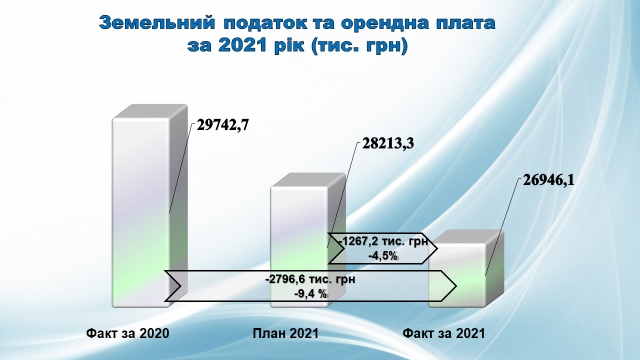 Земельний податок та орендна плата
за 2021 рік (тис. грн)
29742,7
28213,3
26946,1
-1267,2 тис. грн
-4,5%
-2796,6 тис. грн
-9,4 %
Факт за 2020
План 2021
Факт за 2021